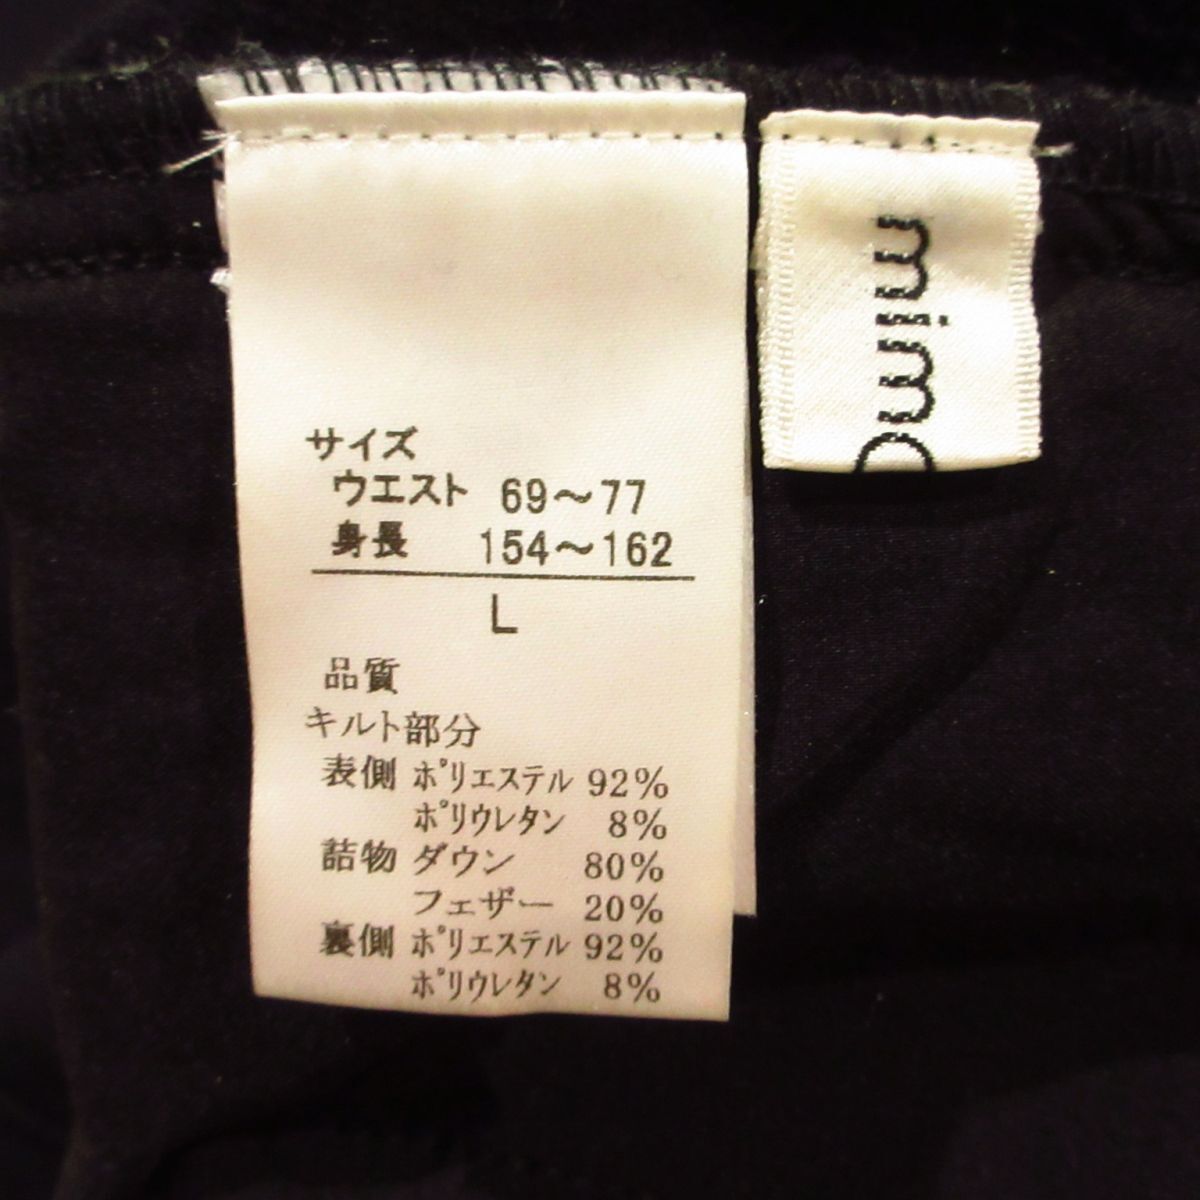 サイズ
ウエスト 69～77
身長 154～162
L
品質
キルト部分
表側 ポリエステル 92%
ポリウレタン 8%
詰物 ダウン 80%
フェザー 20%
裏側 ポリエステル 92%
ポリウレタン 8%